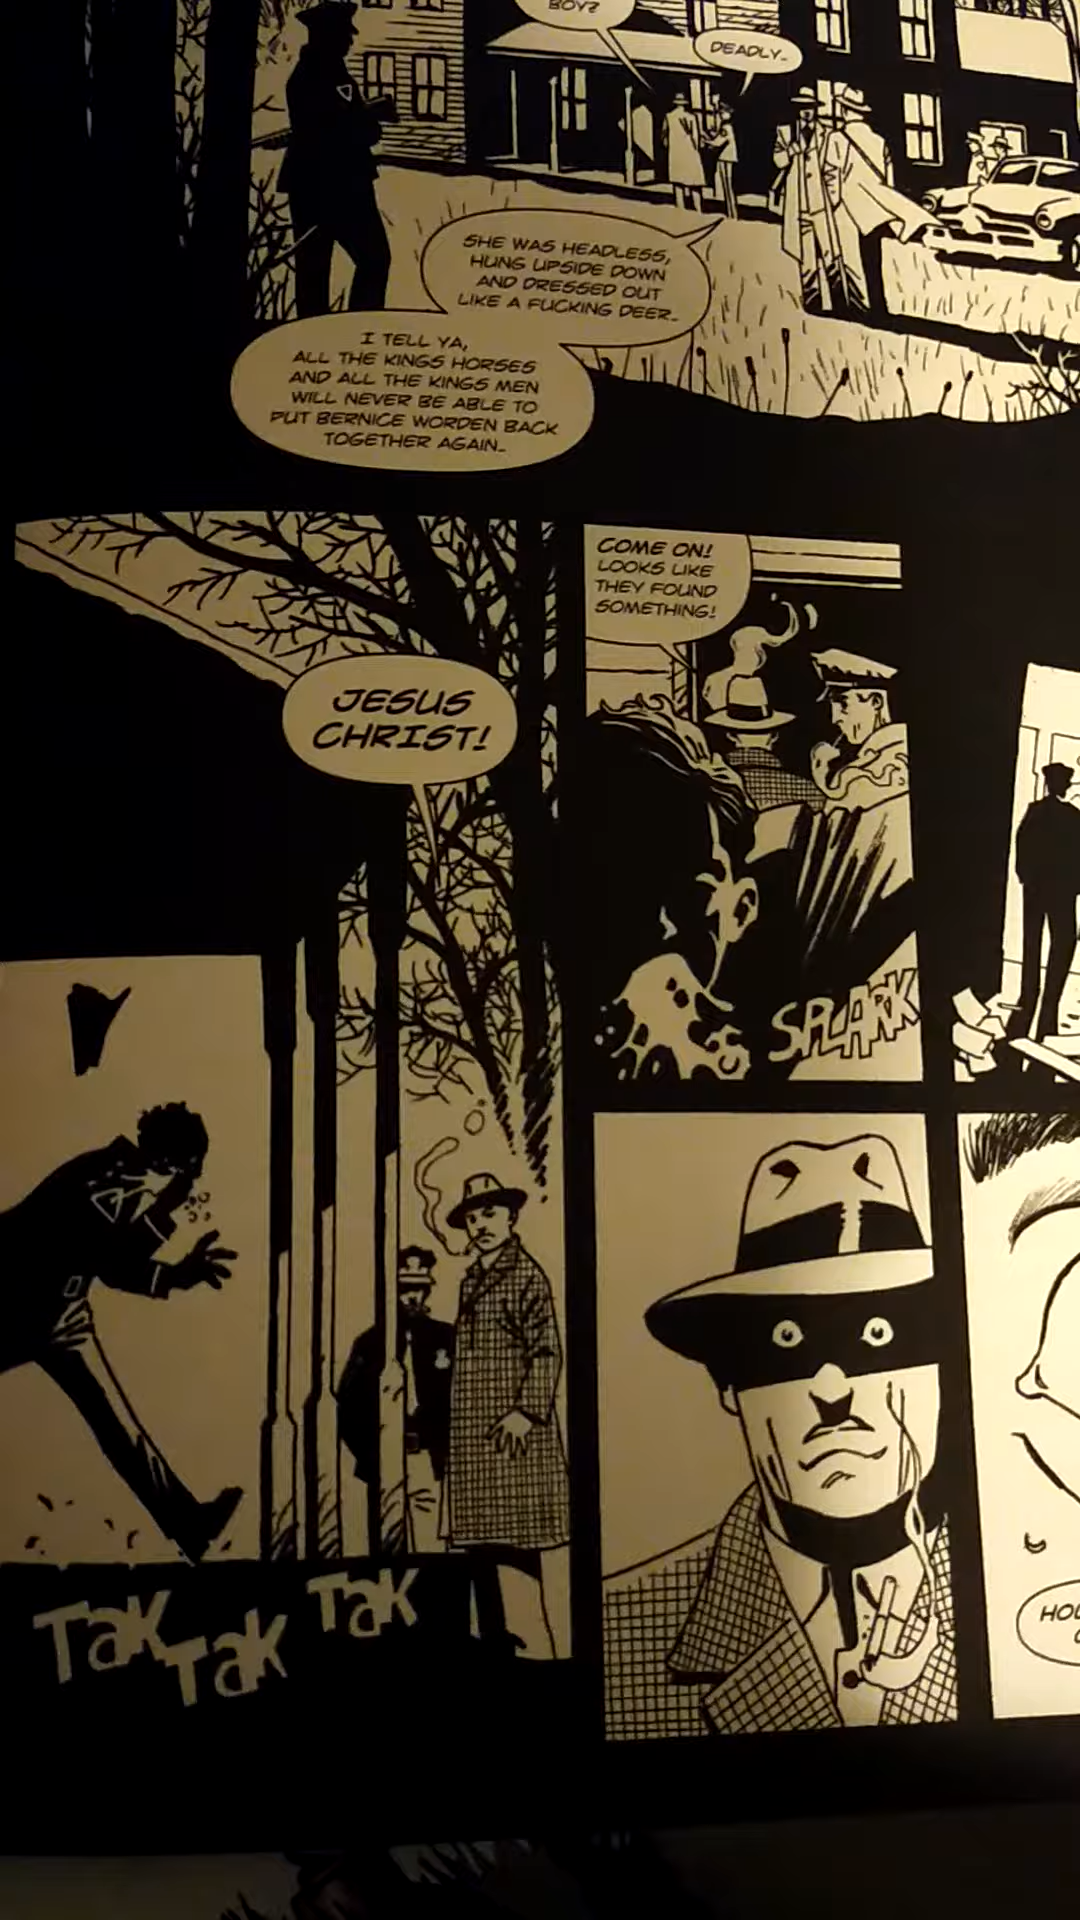 BOY?
DEADLY..
SHE WAS HEADLESS,
HUNG UPSIDE DOWN
AND DRESSED OUT
LIKE A FUCKING DEER..
I TELL YA,
ALL THE KINGS HORSES
AND ALL THE KINGS MEN
WILL NEVER BE ABLE TO
PUT BERNICE WORDEN BACK
TOGETHER AGAIN..
COME ON!
LOOKS LIKE
THEY FOUND
SOMETHING!
JESUS
CHRIST!
SPLARK
TaK
TaK
TaK